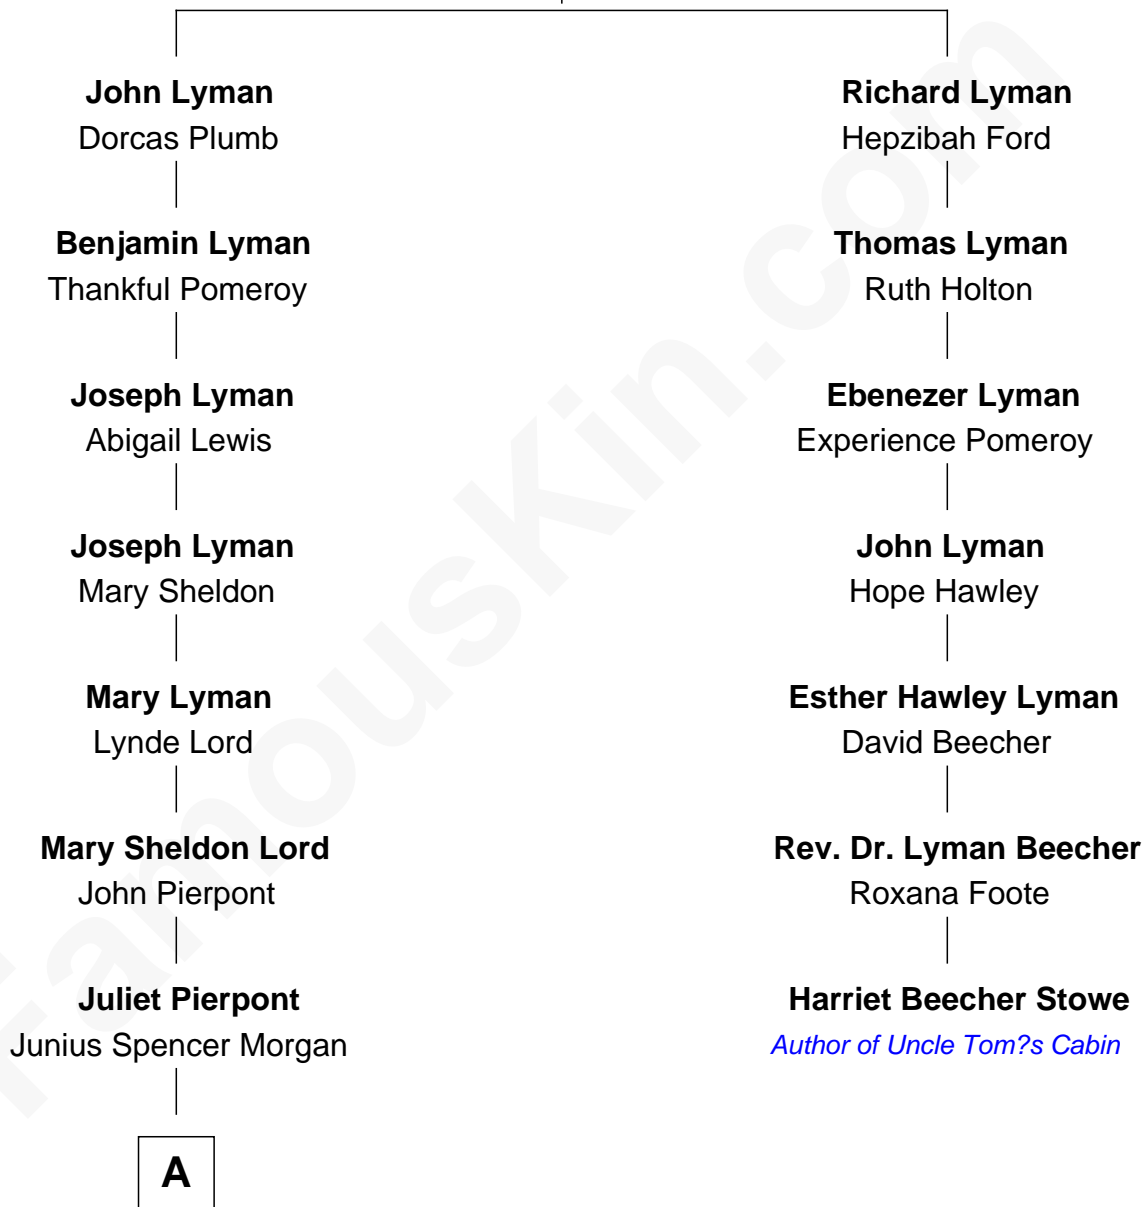 John Lyman
Dorcas Plumb
Benjamin Lyman
Thankful Pomeroy
Joseph Lyman
Abigail Lewis
Joseph Lyman
Mary Sheldon
Mary Lyman
Lynde Lord
Mary Sheldon Lord
John Pierpont
Juliet Pierpont
Junius Spencer Morgan
A
Richard Lyman
Hepzibah Ford
Thomas Lyman
Ruth Holton
Ebenezer Lyman
Experience Pomeroy
John Lyman
Hope Hawley
Esther Hawley Lyman
David Beecher
Rev. Dr. Lyman Beecher
Roxana Foote
Harriet Beecher Stowe
Author of Uncle Tom?s Cabin
FamousKin.com